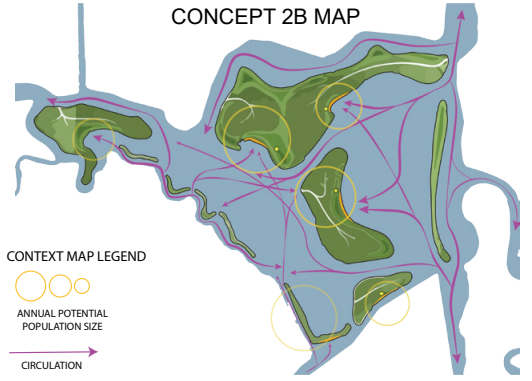 CONCEPT 2B MAP
CONTEXT MAP LEGEND
ANNUAL POTENTIAL
POPULATION SIZE
CIRCULATION